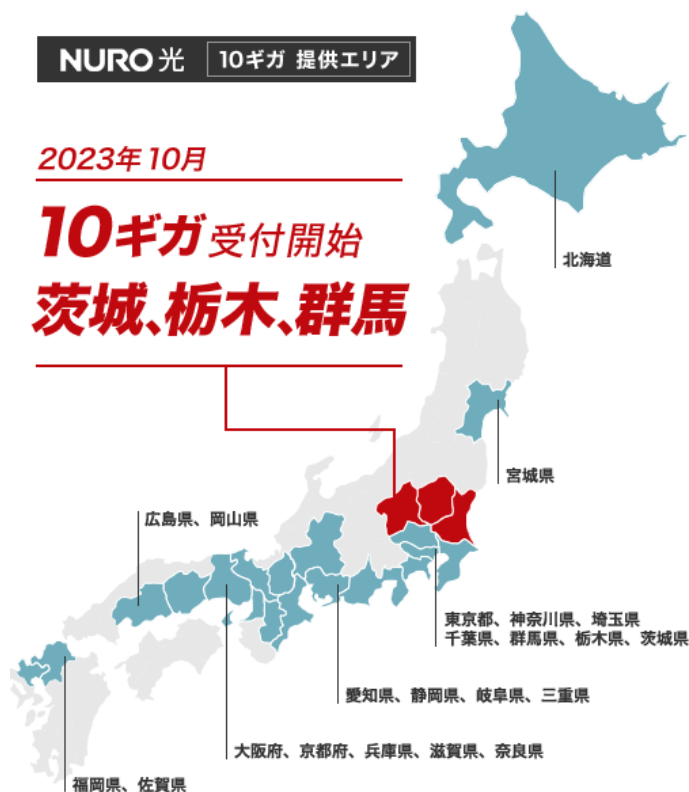 NURO 光 10ギガ 提供エリア
2023年10月
10ギガ 受付開始
茨城、栃木、群馬
北海道
宮城県
広島県、岡山県
東京都、神奈川県、埼玉県
千葉県、群馬県、栃木県、茨城県
愛知県、静岡県、岐阜県、三重県
大阪府、京都府、兵庫県、滋賀県、奈良県
福岡県、佐賀県